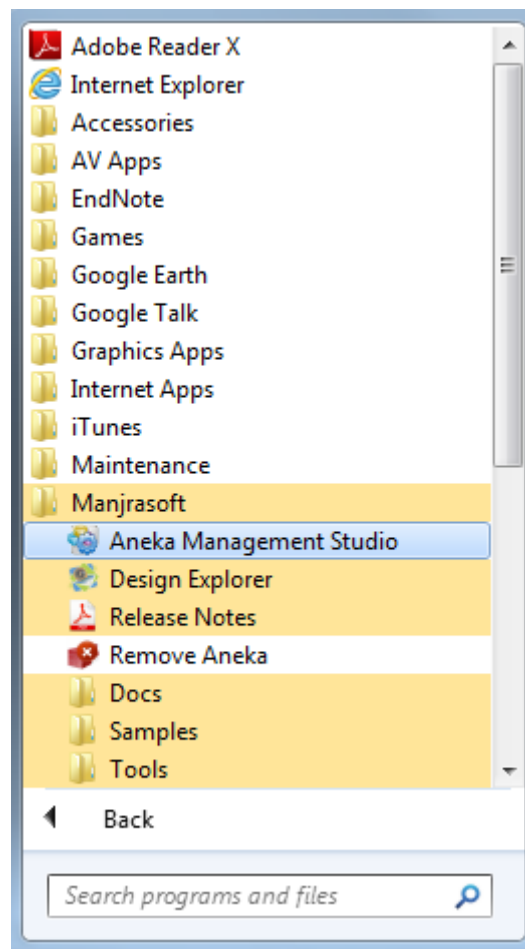 Adobe Reader X
Internet Explorer
Accessories
AV Apps
EndNote
Games
Google Earth
Google Talk
Graphics Apps
Internet Apps
iTunes
Maintenance
Manjrasoft
Aneka Management Studio
Design Explorer
Release Notes
Remove Aneka
Docs
Samples
Tools
Back
Search programs and files